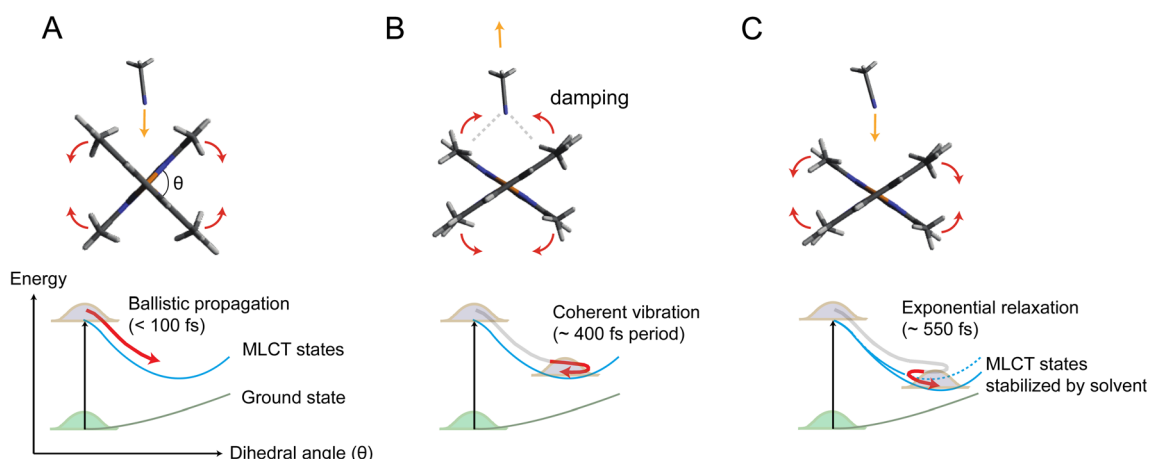 A
B
C
θ
damping
Energy
Ballistic propagation
(< 100 fs)
MLCT states
Ground state
Dihedral angle (θ)
Coherent vibration
(~ 400 fs period)
Exponential relaxation
(~ 550 fs)
MLCT states
stabilized by solvent